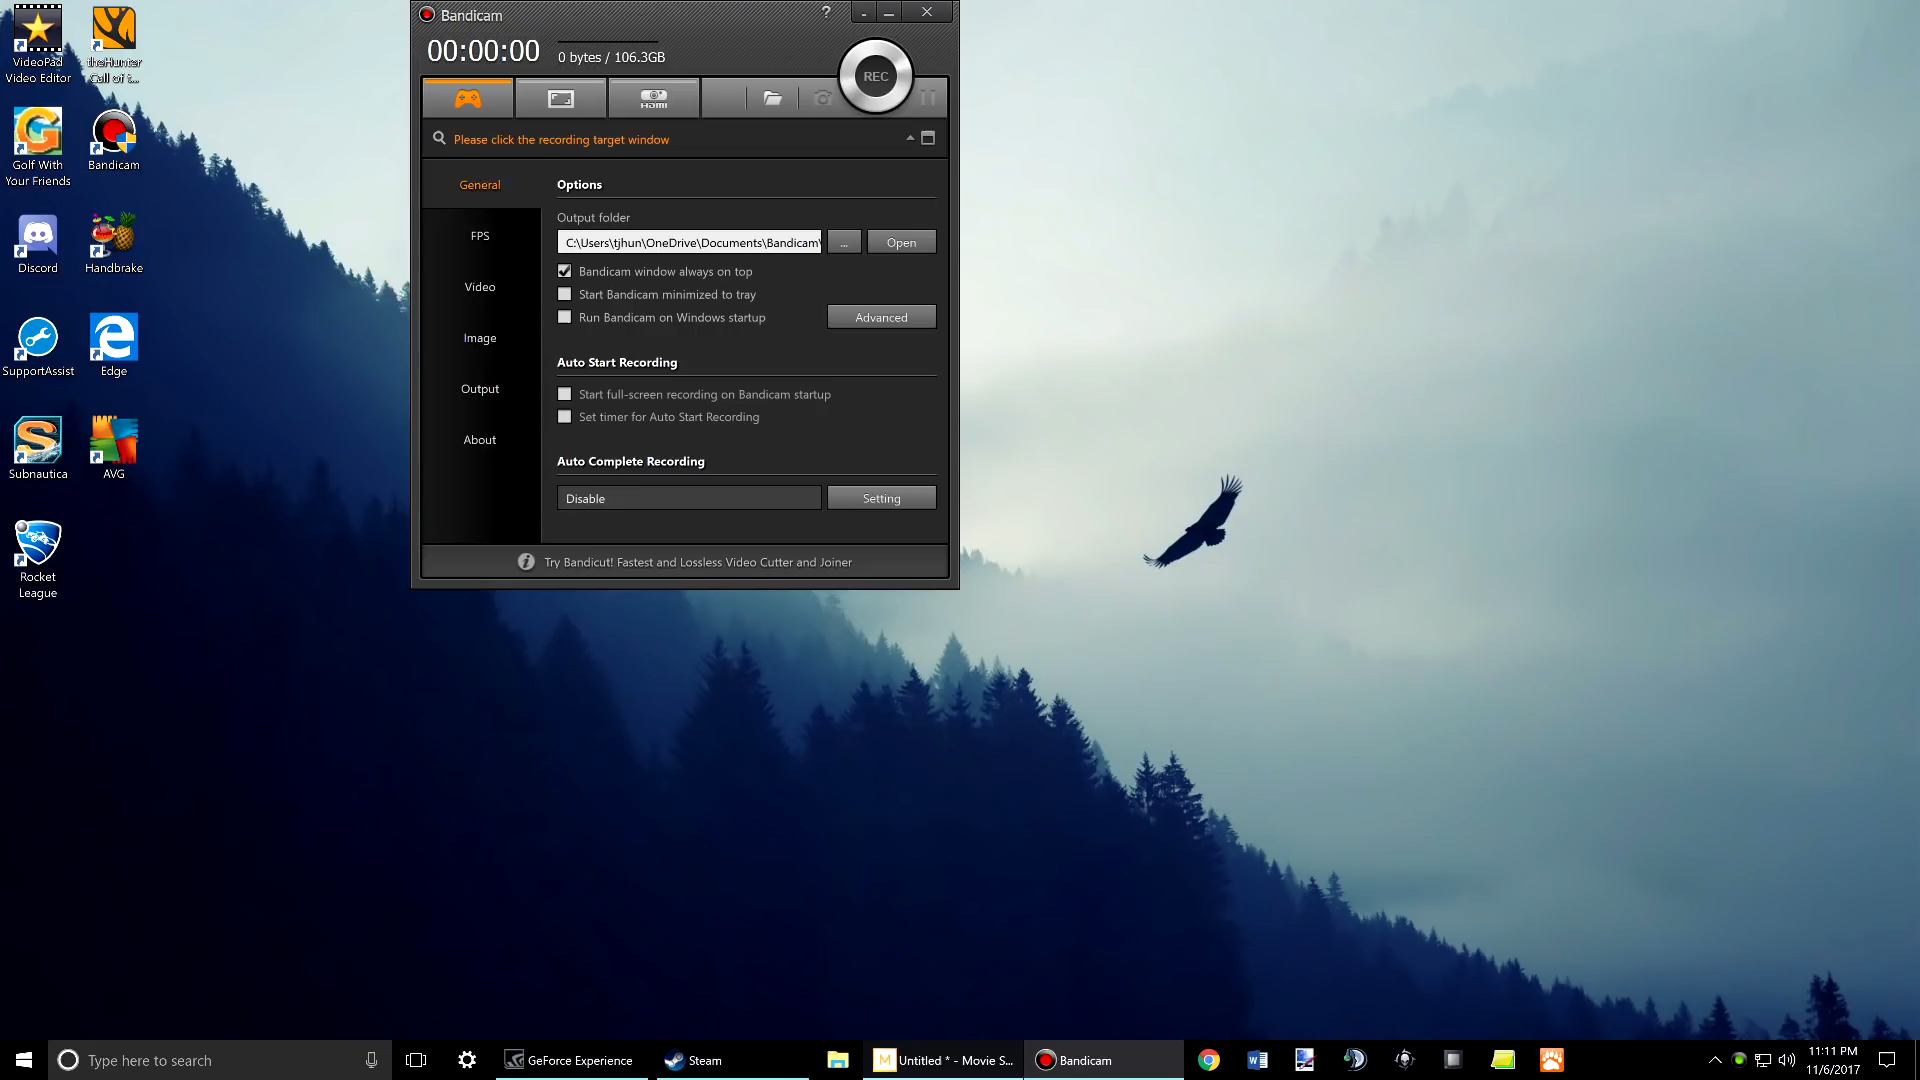 VideoPad
Video Editor
theHunter
Call of t...
Golf With
Your Friends
Bandicam
Discord
Handbrake
SupportAssist
Edge
Subnautica
AVG
Rocket
League
Bandicam
?
00:00:00
0 bytes / 106.3GB
REC
HDMI
Please click the recording target window
General
FPS
Video
Image
Output
About
Options
Output folder
C:\Users\tjhun\OneDrive\Documents\Bandicam\
...
Open
Bandicam window always on top
Start Bandicam minimized to tray
Run Bandicam on Windows startup
Advanced
Auto Start Recording
Start full-screen recording on Bandicam startup
Set timer for Auto Start Recording
Auto Complete Recording
Disable
Setting
Try Bandicut! Fastest and Lossless Video Cutter and Joiner
Type here to search
GeForce Experience
Steam
Untitled * - Movie S...
Bandicam
11:11 PM
11/6/2017